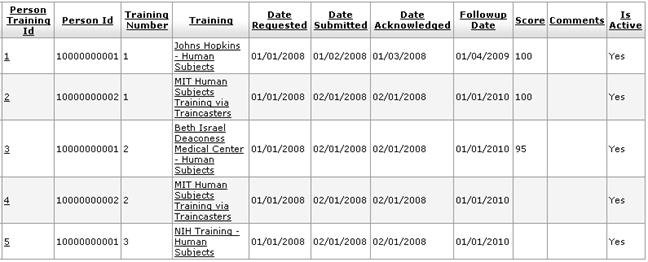 Person Training Id | Person Id | Training Number | Training | Date Requested | Date Submitted | Date Acknowledged | Followup Date | Score | Comments | Is Active
1 | 10000000001 | 1 | Johns Hopkins - Human Subjects | 01/01/2008 | 01/02/2008 | 01/03/2008 | 01/04/2009 | 100 | | Yes
2 | 10000000002 | 1 | MIT Human Subjects Training via Traincasters | 01/01/2008 | 02/01/2008 | 02/01/2008 | 01/01/2010 | 100 | | Yes
3 | 10000000001 | 2 | Beth Israel Deaconess Medical Center - Human Subjects | 01/01/2008 | 02/01/2008 | 02/01/2008 | 01/01/2010 | 95 | | Yes
4 | 10000000002 | 2 | MIT Human Subjects Training via Traincasters | 01/01/2008 | 02/01/2008 | 02/01/2008 | 01/01/2010 | | | Yes
5 | 10000000001 | 3 | NIH Training - Human Subjects | 01/01/2008 | 02/01/2008 | 02/01/2008 | 01/01/2010 | | | Yes